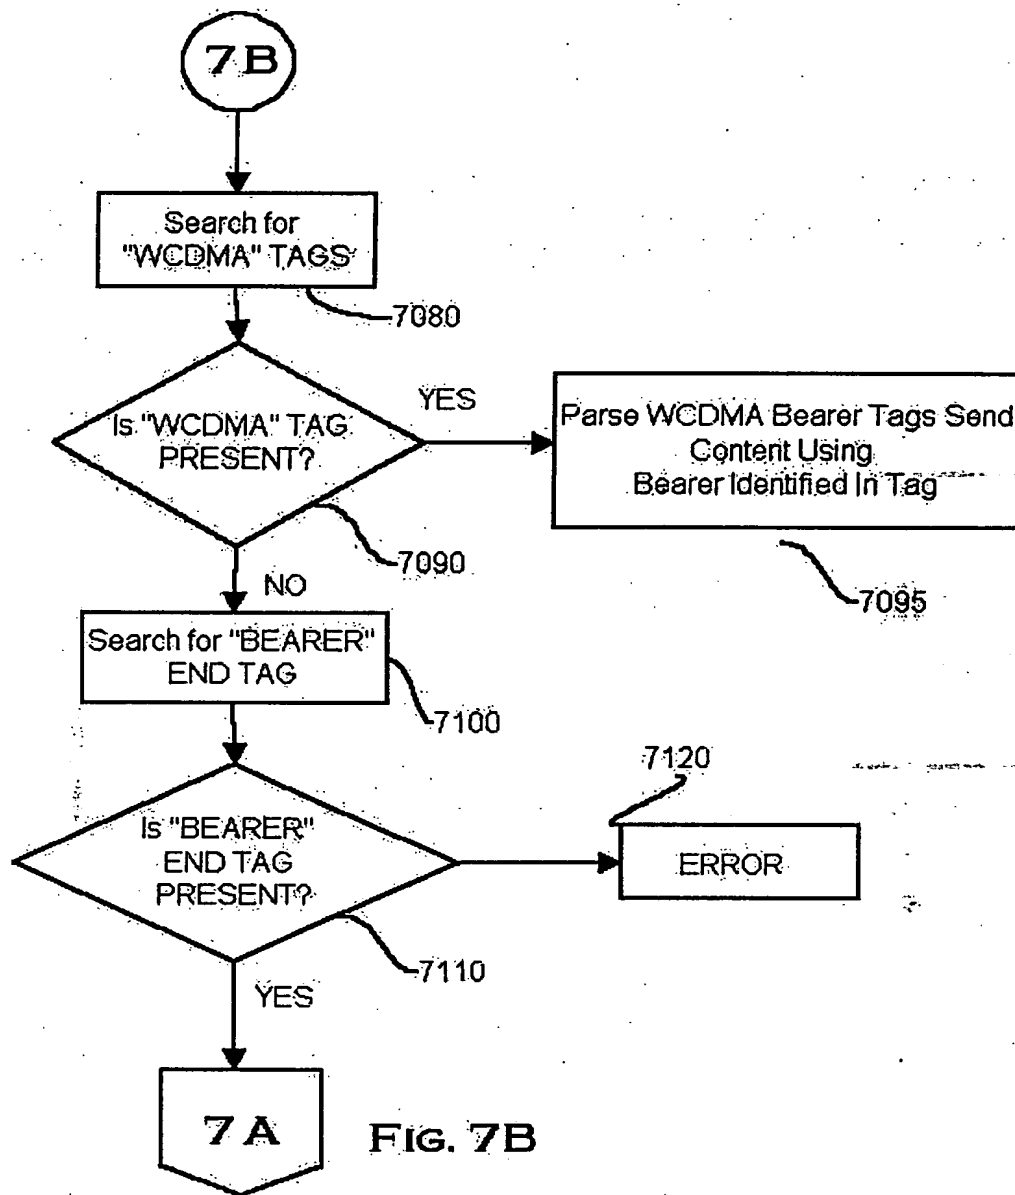 7B
Search for
"WCDMA" TAGS
7080
Is "WCDMA" TAG
PRESENT?
YES
Parse WCDMA Bearer Tags Send
Content Using
Bearer Identified In Tag
7090
7095
NO
Search for "BEARER"
END TAG
7100
7120
Is "BEARER"
END TAG
PRESENT?
ERROR
7110
YES
7A
FIG. 7B